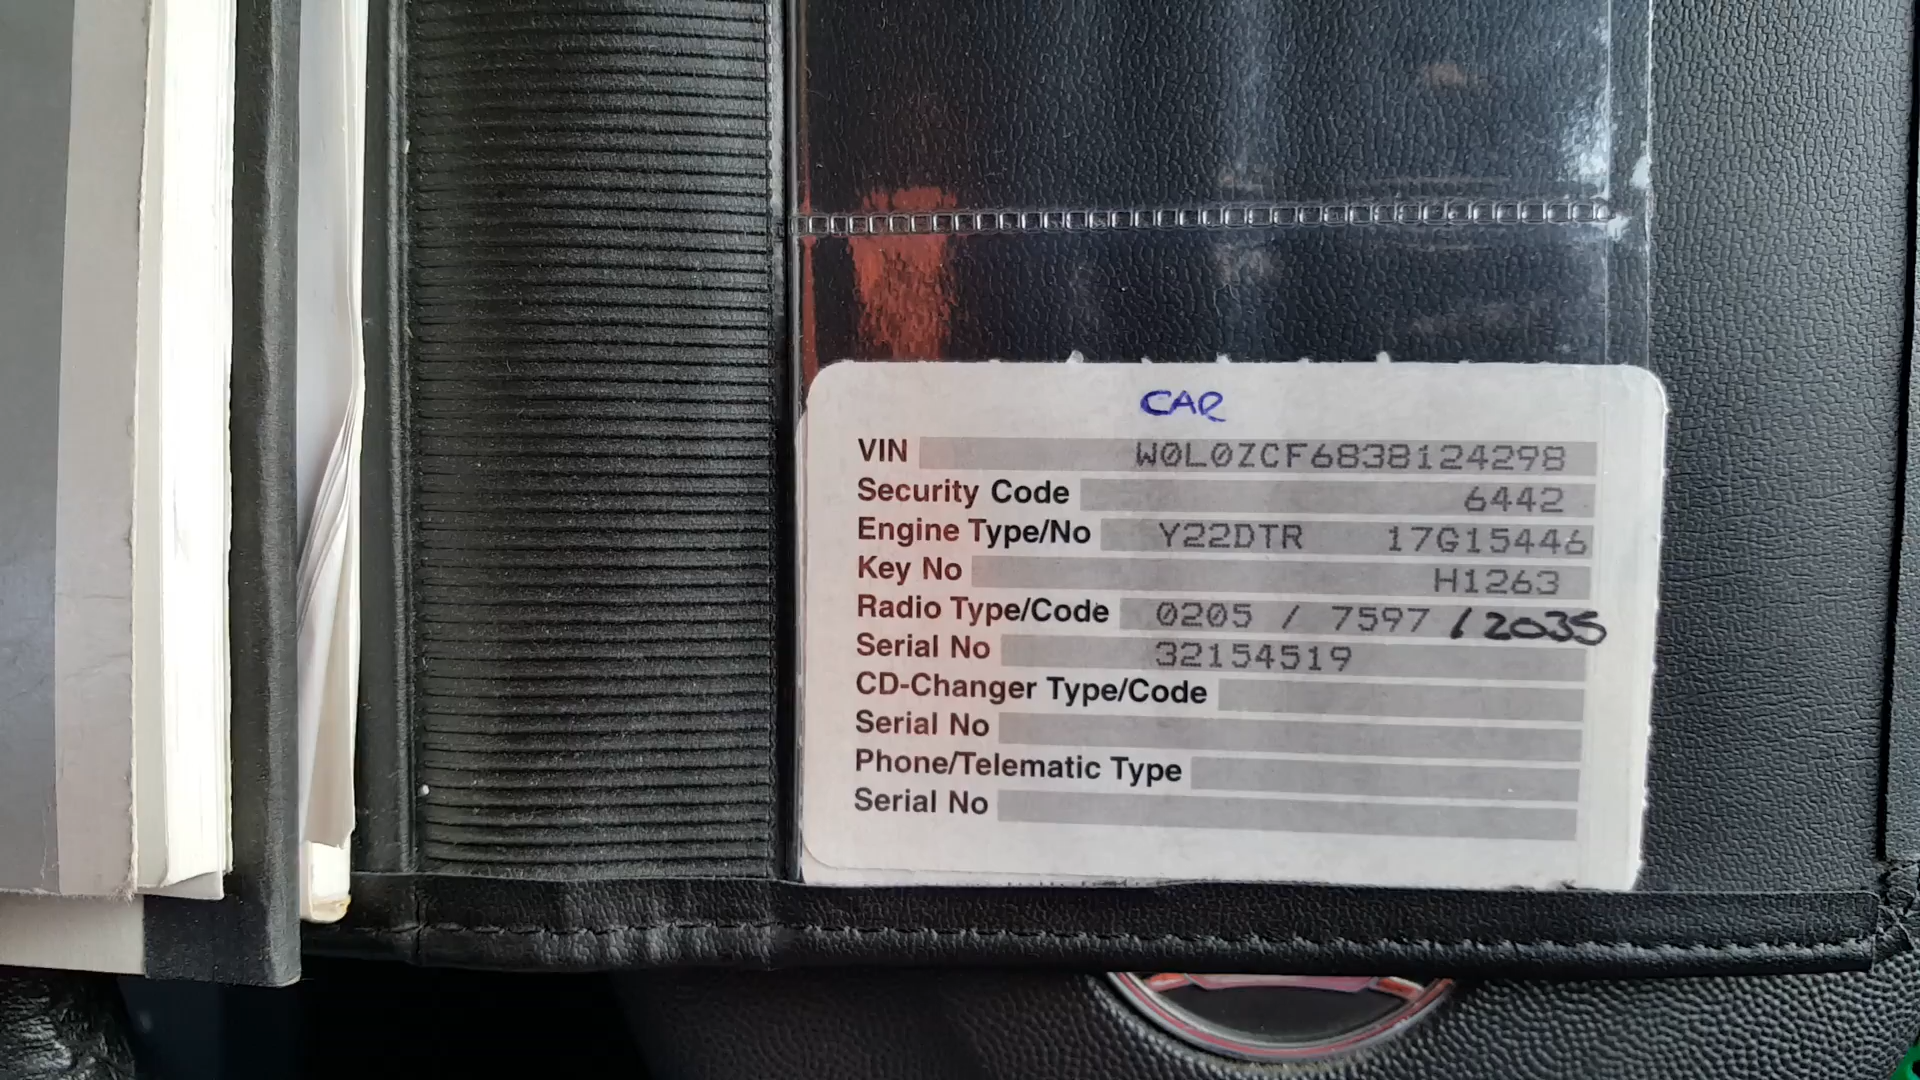 CAR
VIN W0L0ZCF6838124298
Security Code 6442
Engine Type/No Y22DTR 17G15446
Key No H1263
Radio Type/Code 0205 / 7597 / 2035
Serial No 32154519
CD-Changer Type/Code
Serial No
Phone/Telematic Type
Serial No